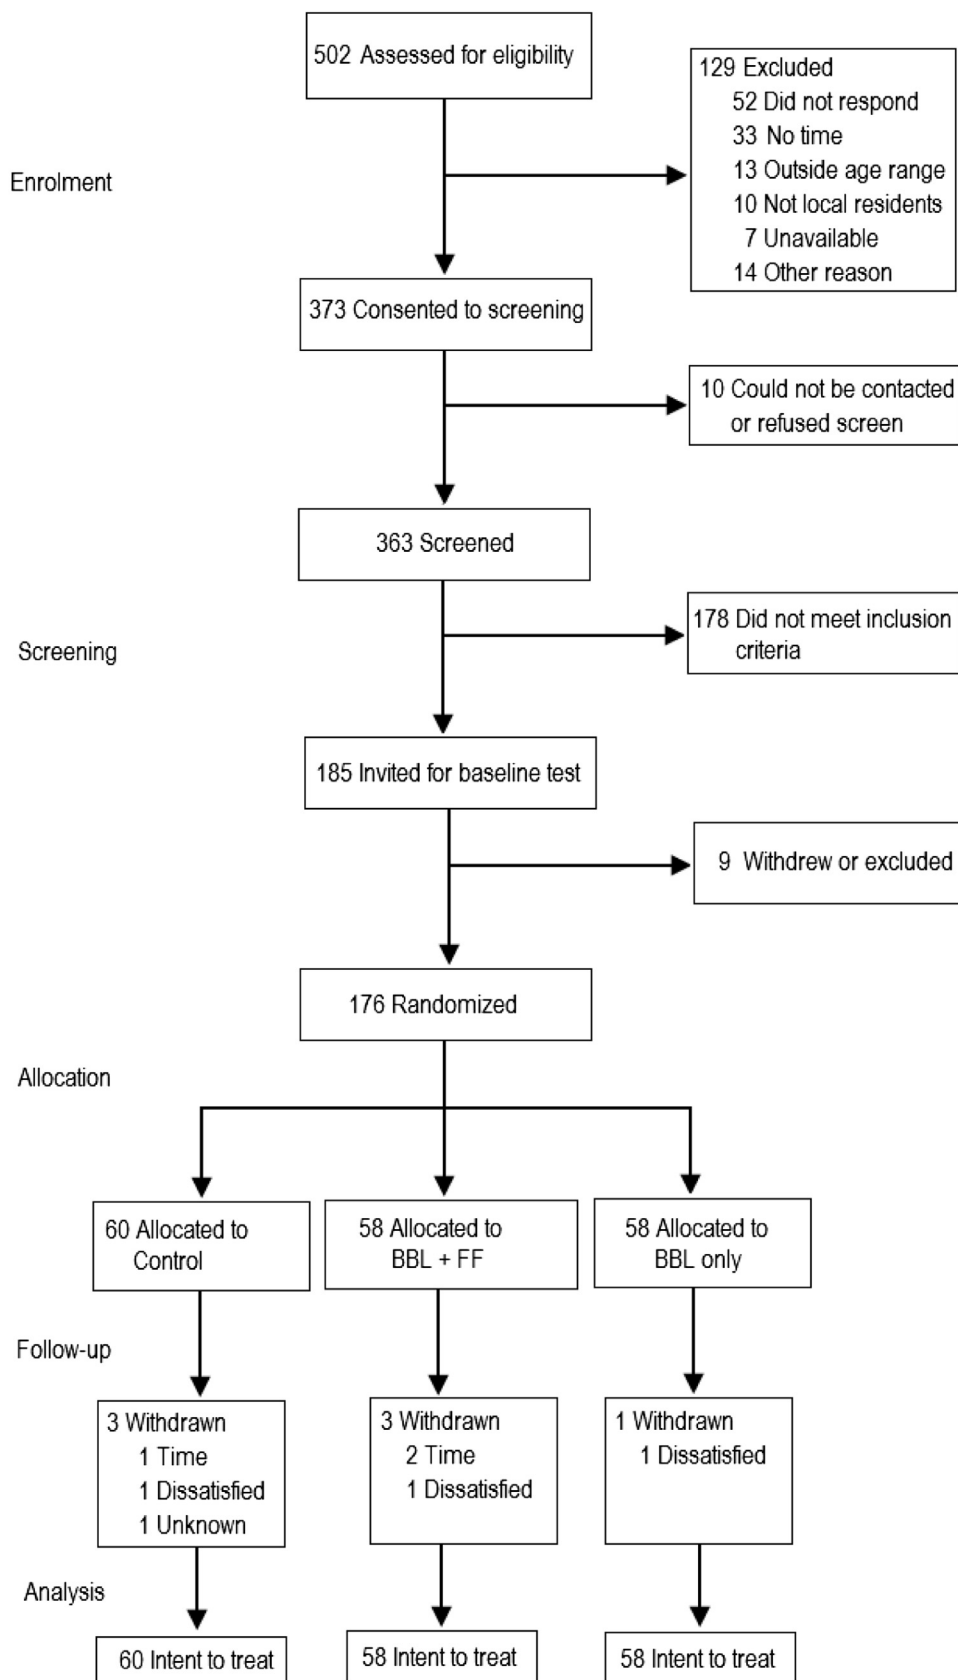 502 Assessed for eligibility
129 Excluded
52 Did not respond
33 No time
13 Outside age range
10 Not local residents
7 Unavailable
14 Other reason
Enrolment
373 Consented to screening
10 Could not be contacted
or refused screen
363 Screened
178 Did not meet inclusion
criteria
Screening
185 Invited for baseline test
9 Withdrew or excluded
176 Randomized
Allocation
60 Allocated to
Control
58 Allocated to
BBL + FF
58 Allocated to
BBL only
Follow-up
3 Withdrawn
1 Time
1 Dissatisfied
1 Unknown
3 Withdrawn
2 Time
1 Dissatisfied
1 Withdrawn
1 Dissatisfied
Analysis
60 Intent to treat
58 Intent to treat
58 Intent to treat